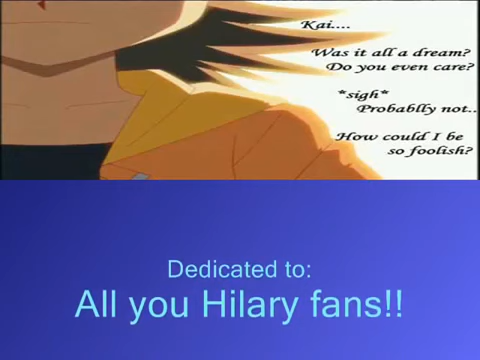 Kai....
Was it all a dream?
Do you even care?
*sigh*
Probablly not..
How could I be
so foolish?
Dedicated to:
All you Hilary fans!!